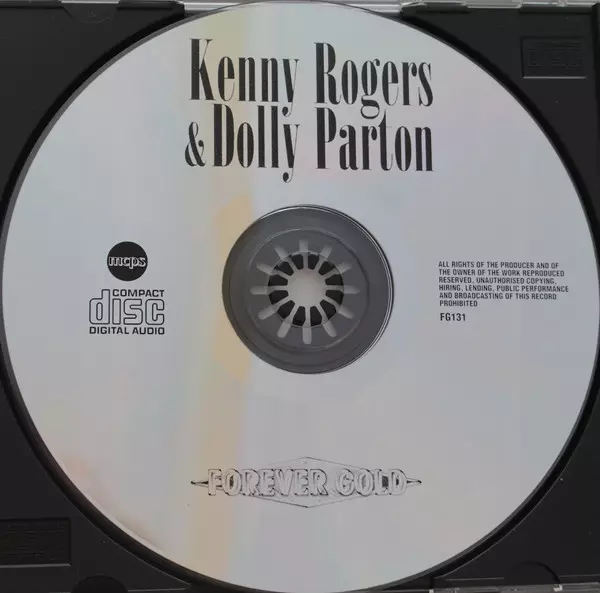 Kenny Rogers
& Dolly Parton
mcps
COMPACT
disc
DIGITAL AUDIO
ALL RIGHTS OF THE PRODUCER AND OF
THE OWNER OF THE WORK REPRODUCED
RESERVED, UNAUTHORISED COPYING,
HIRING, LENDING, PUBLIC PERFORMANCE
AND BROADCASTING OF THIS RECORD
PROHIBITED
FG131
FOREVER GOLD